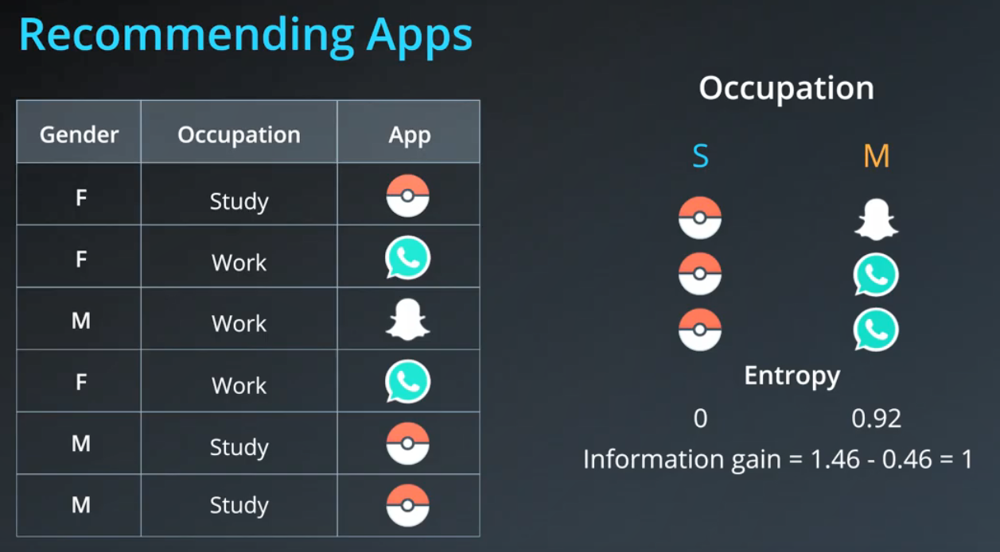 Recommending Apps
Gender Occupation App
F Study
F Work
M Work
F Work
M Study
M Study
Occupation
S M
Entropy
0 0.92
Information gain = 1.46 - 0.46 = 1